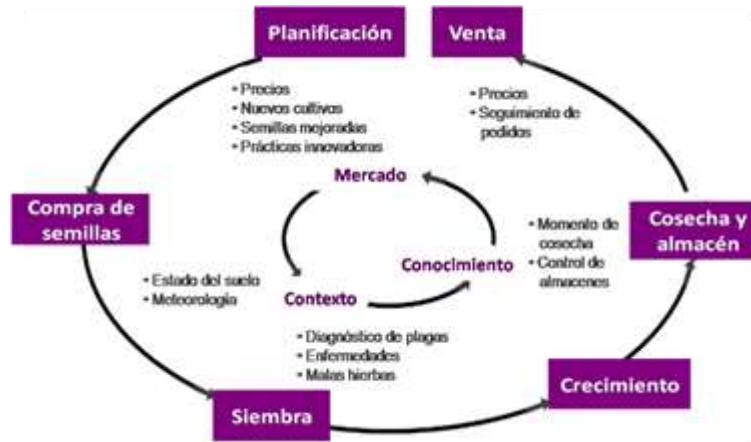 Planificación
Venta
• Precios
• Nuevos cultivos
• Semillas mejoradas
• Prácticas innovadoras
• Precios
• Seguimiento de
pedidos
Mercado
Compra de
semillas
Cosecha y
almacén
• Momento de
cosecha
• Control de
almacenes
Conocimiento
• Estado del suelo
• Meteorología
Contexto
• Diagnóstico de plagas
• Enfermedades
• Malas hierbas
Crecimiento
Siembra